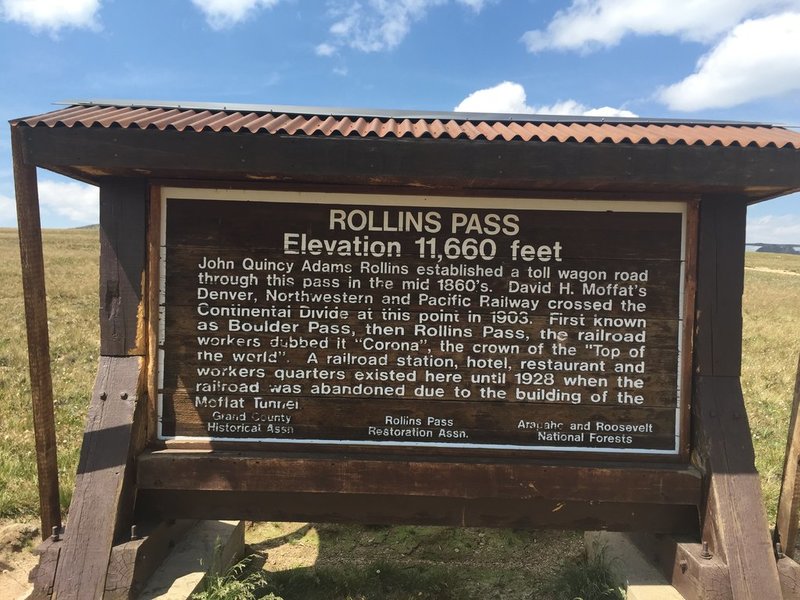 ROLLINS PASS
Elevation 11,660 feet
John Quincy Adams Rollins established a toll wagon road
through this pass in the mid 1860's. David H. Moffat's
Denver, Northwestern and Pacific Railway crossed the
Continental Divide at this point in 1903. First known
as Boulder Pass, then Rollins Pass, the railroad
workers dubbed it "Corona", the crown of the "Top of
the world". A railroad station, hotel, restaurant and
workers quarters existed here until 1928 when the
railroad was abandoned due to the building of the
Moffat Tunnel
Grand County
Historical Assn
Rollins Pass
Restoration Assn.
Arapaho and Roosevelt
National Forests